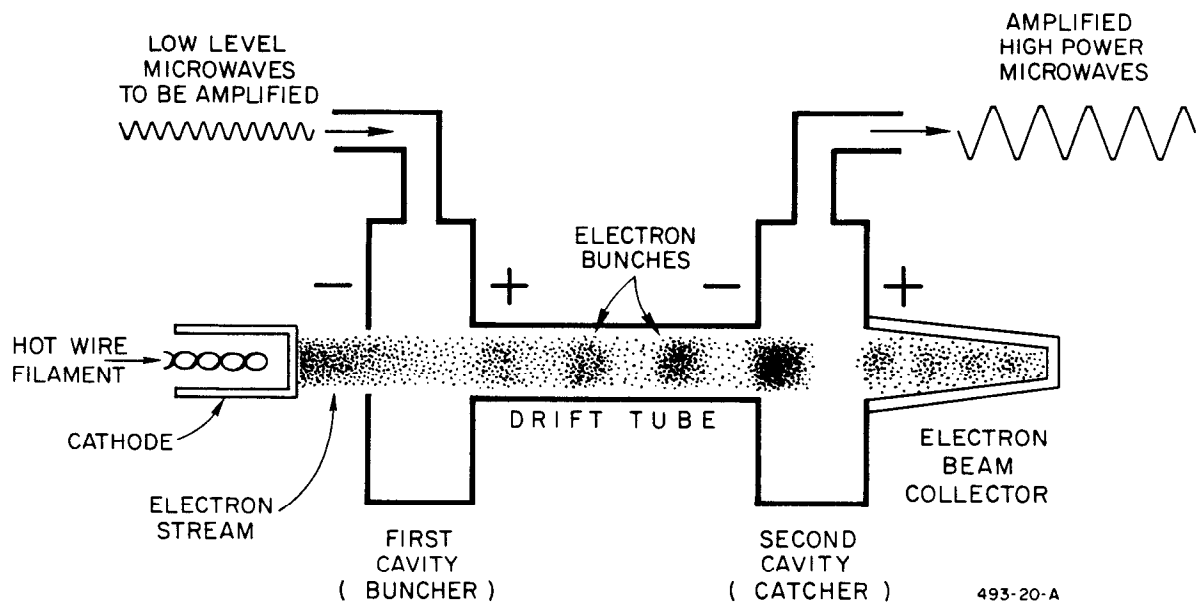 LOW LEVEL
MICROWAVES
TO BE AMPLIFIED
AMPLIFIED
HIGH POWER
MICROWAVES
ELECTRON
BUNCHES
− + − +
HOT WIRE
FILAMENT
CATHODE
ELECTRON
STREAM
DRIFT TUBE
ELECTRON
BEAM
COLLECTOR
FIRST
CAVITY
( BUNCHER )
SECOND
CAVITY
( CATCHER )
493-20-A